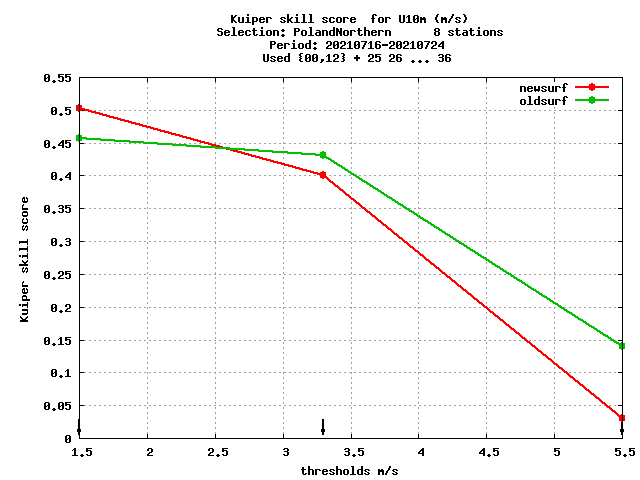 Kuiper skill score  for U10m (m/s)
Selection: PolandNorthern      8 stations
Period: 20210716-20210724
Used {00,12} + 25 26 ... 36
newsurf
oldsurf
0.55
0.5
0.45
0.4
0.35
0.3
0.25
0.2
0.15
0.1
0.05
0
Kuiper skill score
1.5 2 2.5 3 3.5 4 4.5 5 5.5
thresholds m/s